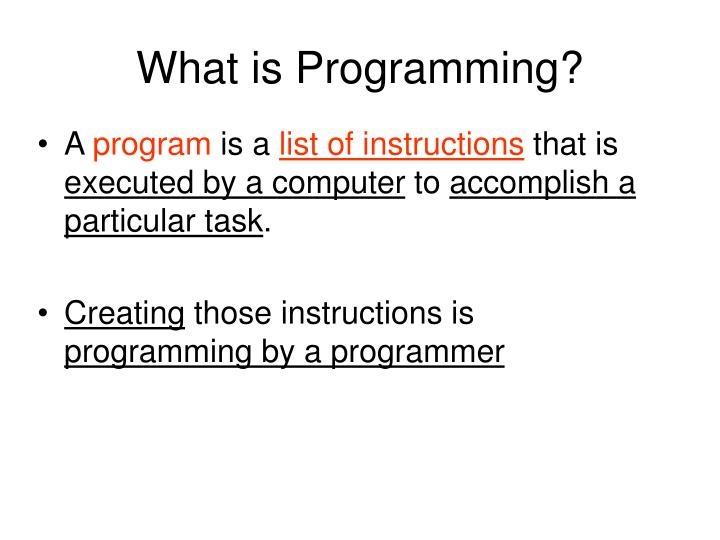 What is Programming?
• A program is a list of instructions that is
executed by a computer to accomplish a
particular task.
• Creating those instructions is
programming by a programmer